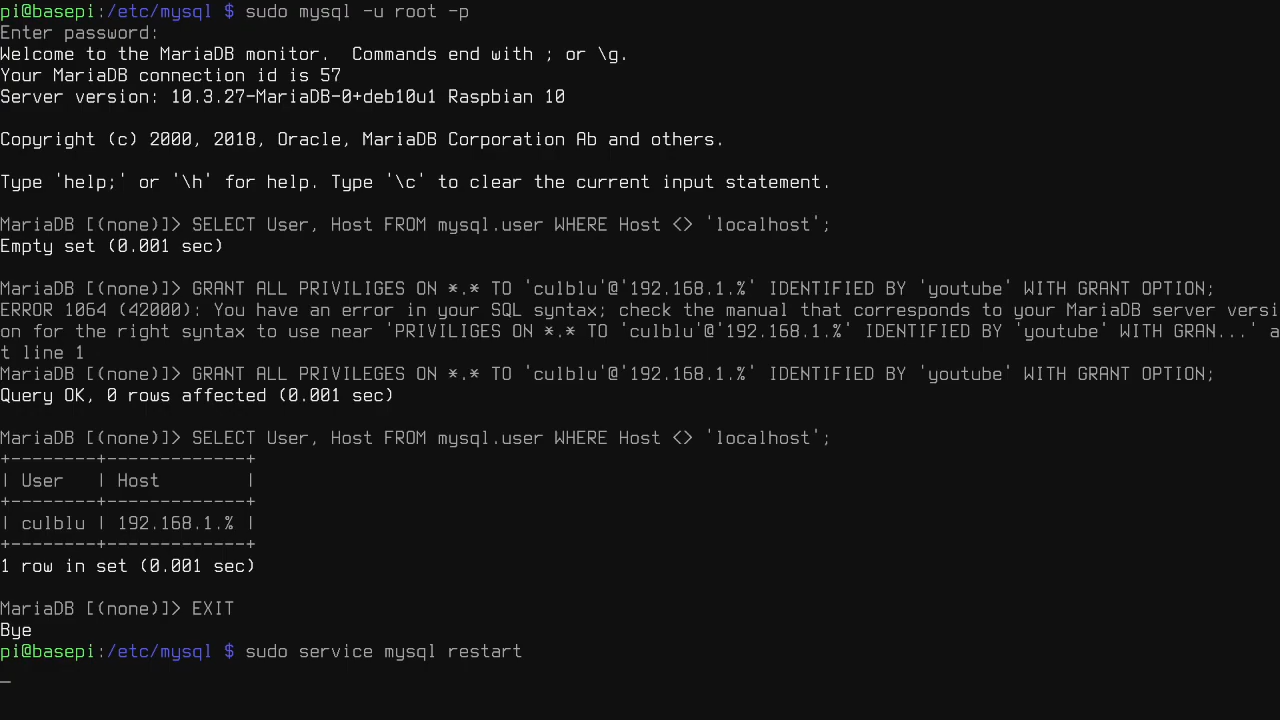 pi@basepi:/etc/mysql $ sudo mysql -u root -p
Enter password:
Welcome to the MariaDB monitor.  Commands end with ; or \g.
Your MariaDB connection id is 57
Server version: 10.3.27-MariaDB-0+deb10u1 Raspbian 10

Copyright (c) 2000, 2018, Oracle, MariaDB Corporation Ab and others.

Type 'help;' or '\h' for help. Type '\c' to clear the current input statement.

MariaDB [(none)]> SELECT User, Host FROM mysql.user WHERE Host <> 'localhost';
Empty set (0.001 sec)

MariaDB [(none)]> GRANT ALL PRIVILIGES ON *.* TO 'culblu'@'192.168.1.%' IDENTIFIED BY 'youtube' WITH GRANT OPTION;
ERROR 1064 (42000): You have an error in your SQL syntax; check the manual that corresponds to your MariaDB server versi
on for the right syntax to use near 'PRIVILIGES ON *.* TO 'culblu'@'192.168.1.%' IDENTIFIED BY 'youtube' WITH GRAN...' a
t line 1
MariaDB [(none)]> GRANT ALL PRIVILEGES ON *.* TO 'culblu'@'192.168.1.%' IDENTIFIED BY 'youtube' WITH GRANT OPTION;
Query OK, 0 rows affected (0.001 sec)

MariaDB [(none)]> SELECT User, Host FROM mysql.user WHERE Host <> 'localhost';
+--------+-------------+
| User   | Host        |
+--------+-------------+
| culblu | 192.168.1.% |
+--------+-------------+
1 row in set (0.001 sec)

MariaDB [(none)]> EXIT
Bye
pi@basepi:/etc/mysql $ sudo service mysql restart
_